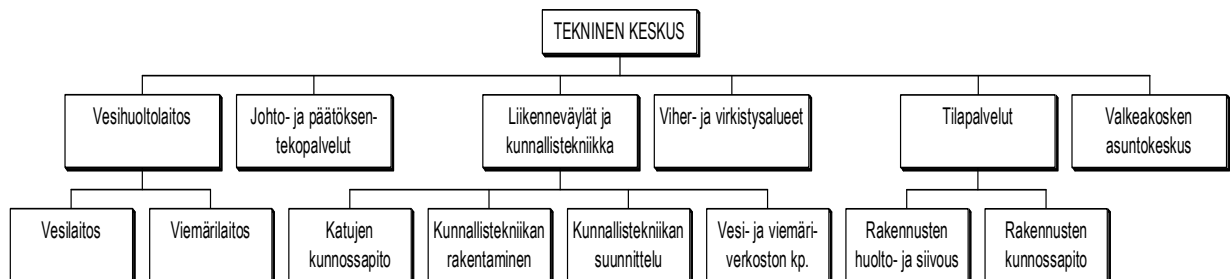 TEKNINEN KESKUS
Vesihuoltolaitos
Johto- ja päätöksen-
tekopalvelut
Liikenneväylät ja
kunnallistekniikka
Viher- ja virkistysalueet
Tilapalvelut
Valkeakosken
asuntokeskus
Vesilaitos
Viemärilaitos
Katujen
kunnossapito
Kunnallistekniikan
rakentaminen
Kunnallistekniikan
suunnittelu
Vesi- ja viemäri-
verkoston kp.
Rakennusten
huolto- ja siivous
Rakennusten
kunnossapito